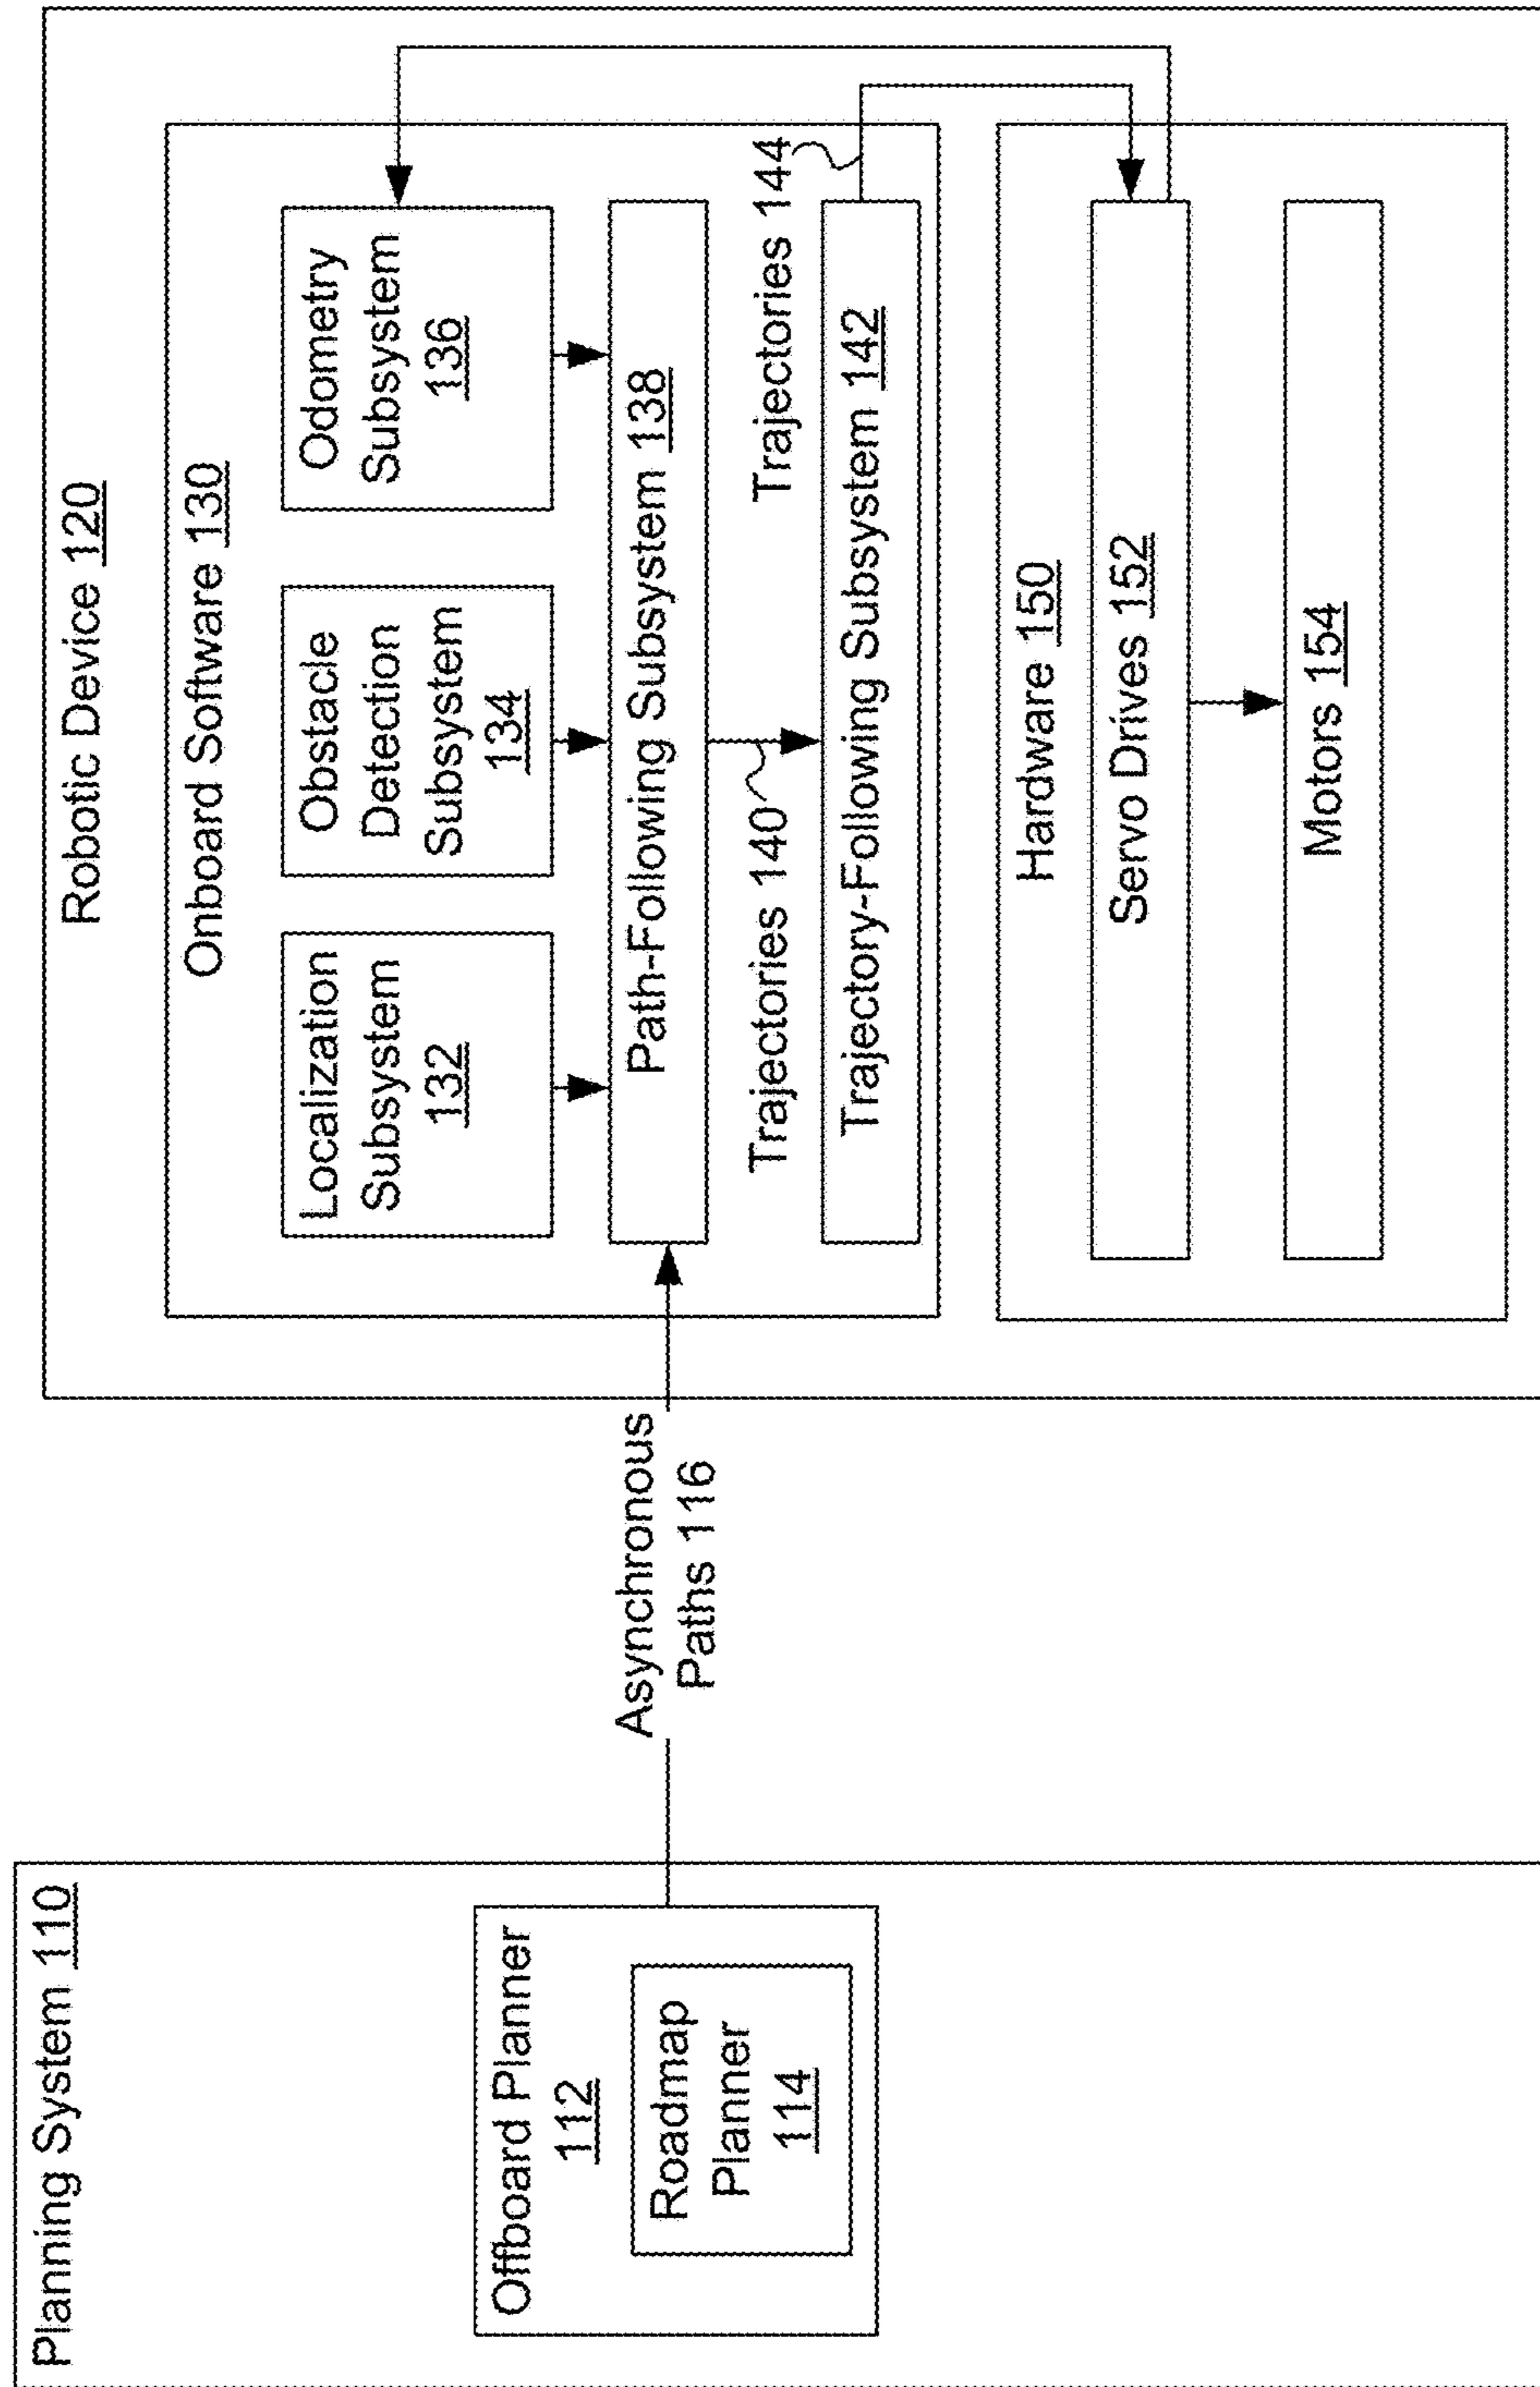 Planning System 110
Offboard Planner
112
Roadmap
Planner
114
Asynchronous
Paths 116
Robotic Device 120
Onboard Software 130
Localization
Subsystem
132
Obstacle
Detection
Subsystem
134
Odometry
Subsystem
136
Path-Following Subsystem 138
Trajectories 140
Trajectories 144
Trajectory-Following Subsystem 142
Hardware 150
Servo Drives 152
Motors 154